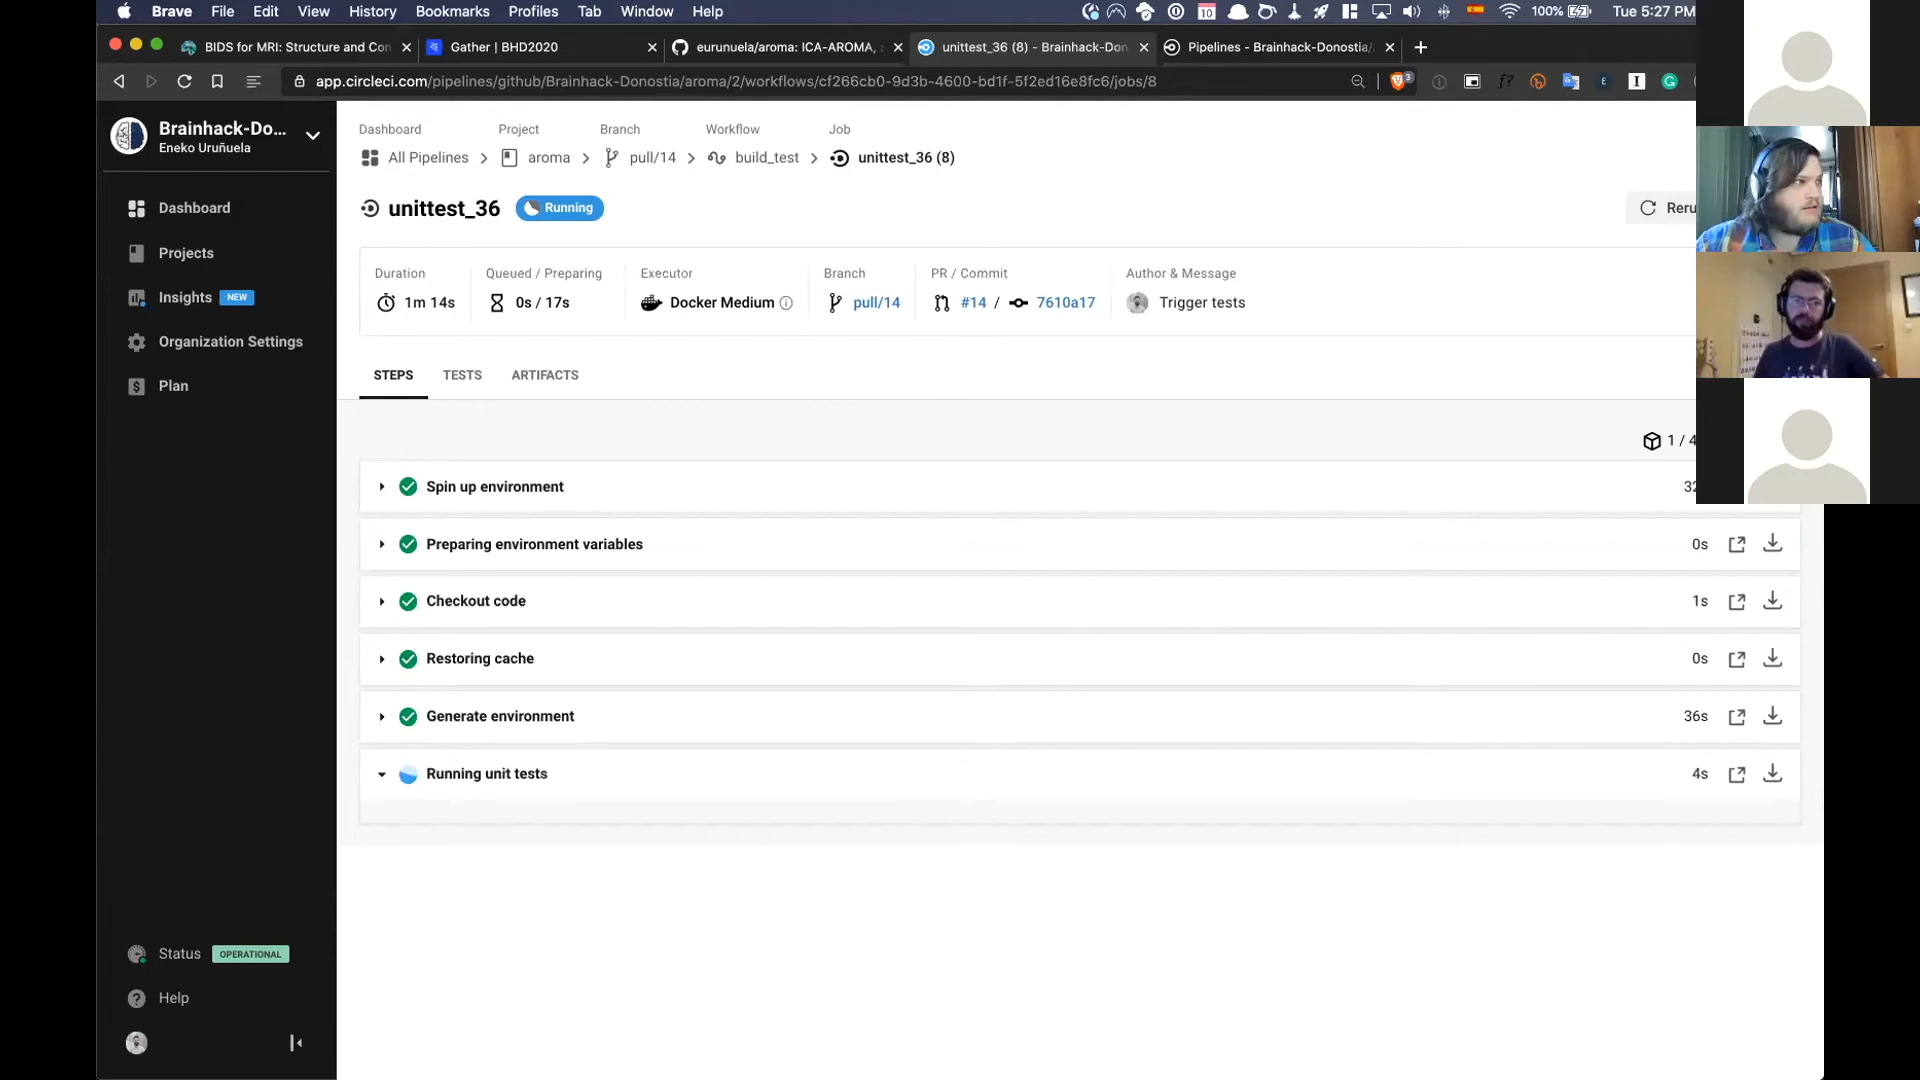 Brave File Edit View History Bookmarks Profiles Tab Window Help 10 100% Tue 5:27 PM
BIDS for MRI: Structure and Con Gather | BHD2020 eurunuela/aroma: ICA-AROMA, unittest_36 (8) - Brainhack-Don Pipelines - Brainhack-Donostia/
app.circleci.com/pipelines/github/Brainhack-Donostia/aroma/2/workflows/cf266cb0-9d3b-4600-bd1f-5f2ed16e8fc6/jobs/8 3
Brainhack-Do...
Eneko Uruñuela
Dashboard
Projects
Insights NEW
Organization Settings
Plan
Status OPERATIONAL
Help
Dashboard Project Branch Workflow Job
All Pipelines aroma pull/14 build_test unittest_36 (8)
unittest_36 Running Reru
Duration Queued / Preparing Executor Branch PR / Commit Author & Message
1m 14s 0s / 17s Docker Medium pull/14 #14 / 7610a17 Trigger tests
STEPS TESTS ARTIFACTS
1 / 4
Spin up environment 32
Preparing environment variables 0s
Checkout code 1s
Restoring cache 0s
Generate environment 36s
Running unit tests 4s